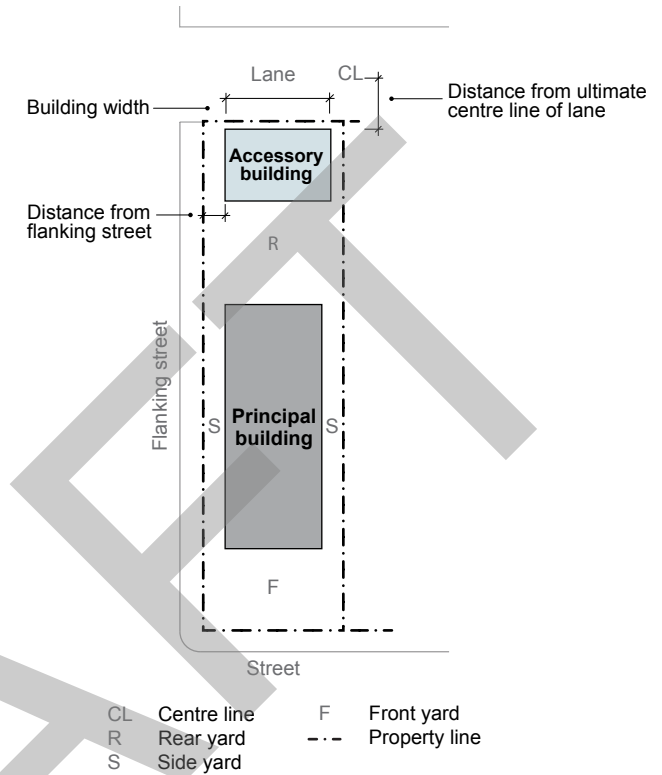 Lane
CL
Building width
Distance from ultimate
centre line of lane
Accessory
building
Distance from
flanking street
R
Flanking street
S
Principal
building
S
F
Street
CL Centre line
R Rear yard
S Side yard
F Front yard
Property line